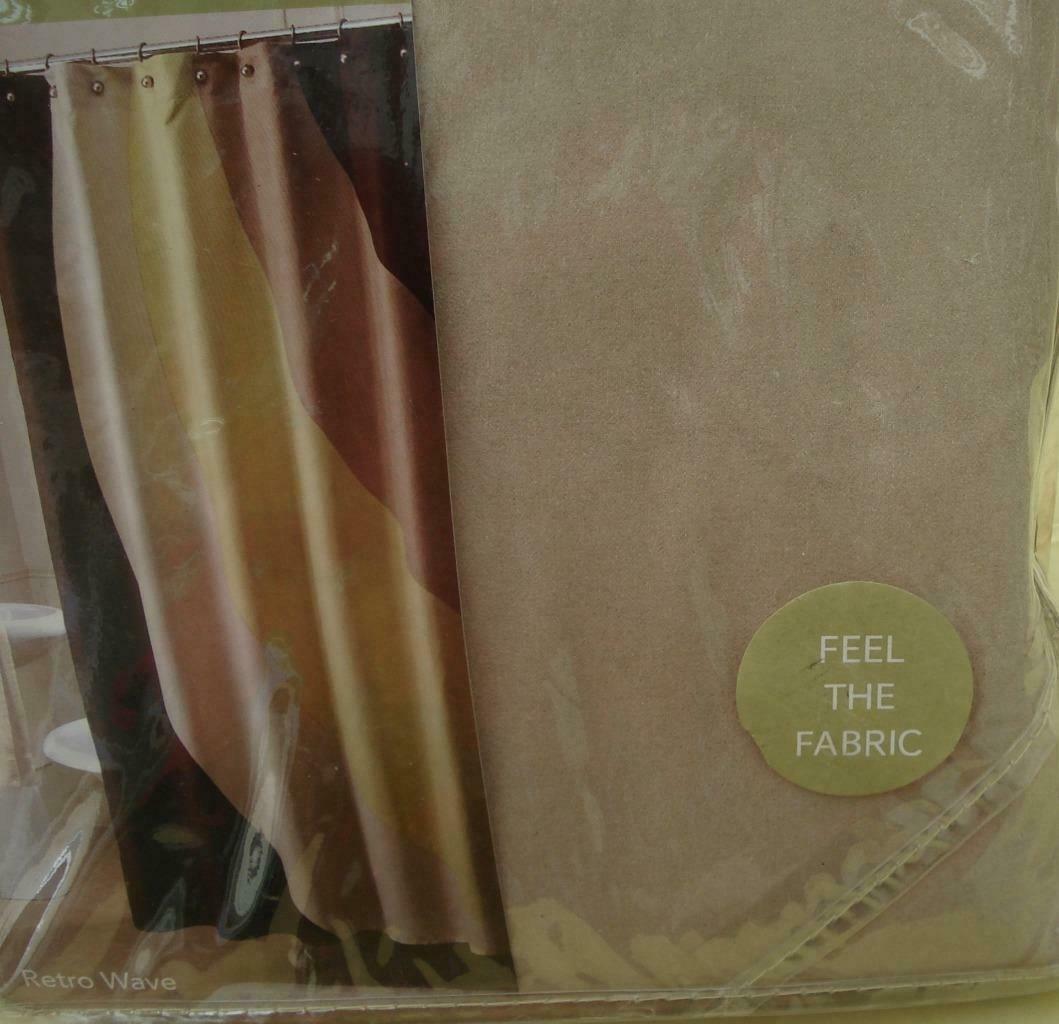 FEEL
THE
FABRIC
Retro Wave